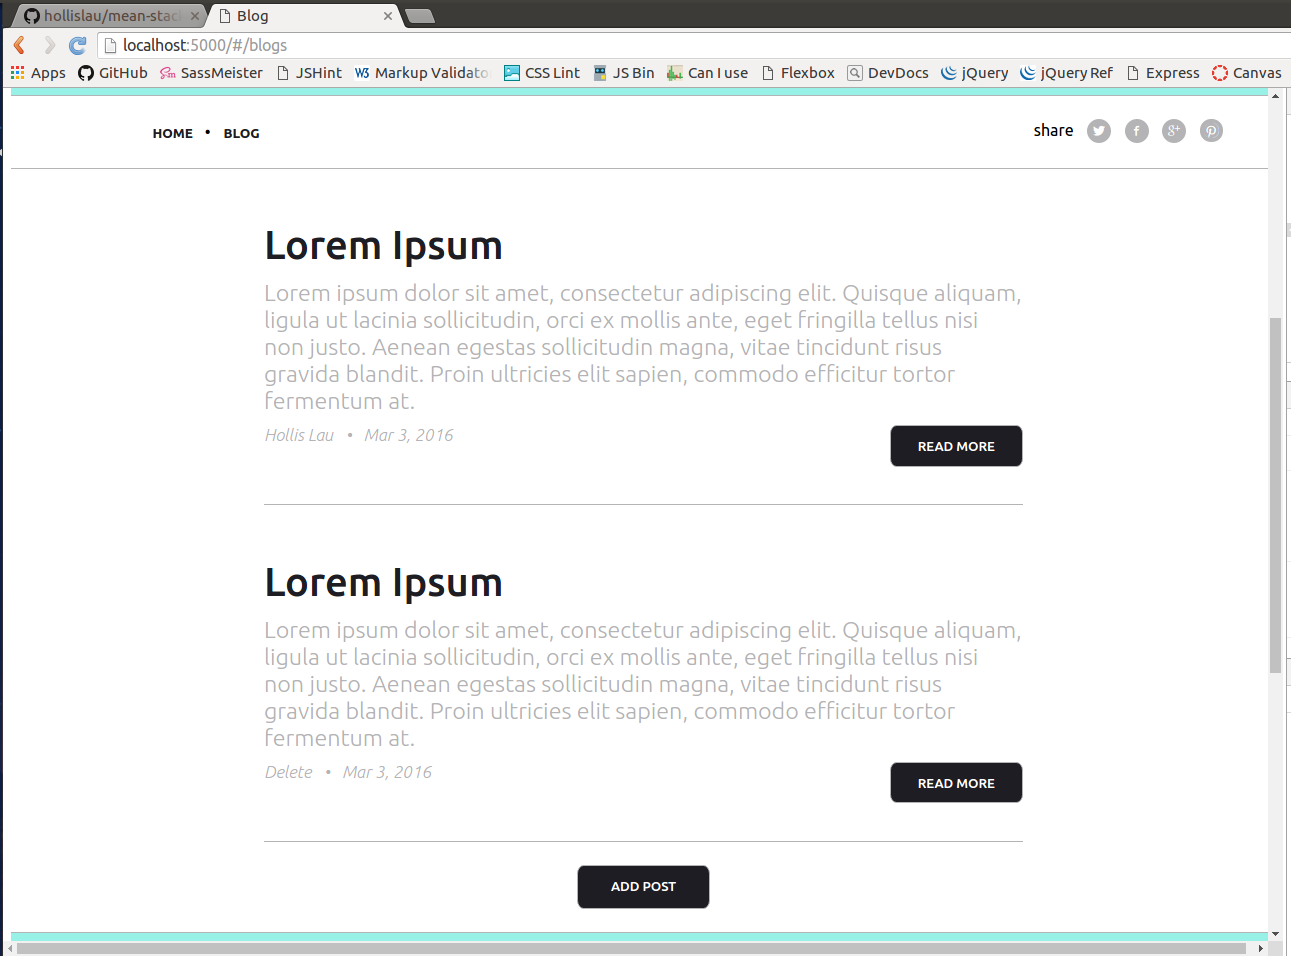 hollislau/mean-stac
Blog
localhost:5000/#/blogs
Apps GitHub SassMeister JSHint Markup Validato CSS Lint JS Bin Can I use Flexbox DevDocs jQuery jQuery Ref Express Canvas
HOME • BLOG share
Lorem Ipsum
Lorem ipsum dolor sit amet, consectetur adipiscing elit. Quisque aliquam,
ligula ut lacinia sollicitudin, orci ex mollis ante, eget fringilla tellus nisi
non justo. Aenean egestas sollicitudin magna, vitae tincidunt risus
gravida blandit. Proin ultricies elit sapien, commodo efficitur tortor
fermentum at.
Hollis Lau • Mar 3, 2016
READ MORE
Lorem Ipsum
Lorem ipsum dolor sit amet, consectetur adipiscing elit. Quisque aliquam,
ligula ut lacinia sollicitudin, orci ex mollis ante, eget fringilla tellus nisi
non justo. Aenean egestas sollicitudin magna, vitae tincidunt risus
gravida blandit. Proin ultricies elit sapien, commodo efficitur tortor
fermentum at.
Delete • Mar 3, 2016
READ MORE
ADD POST